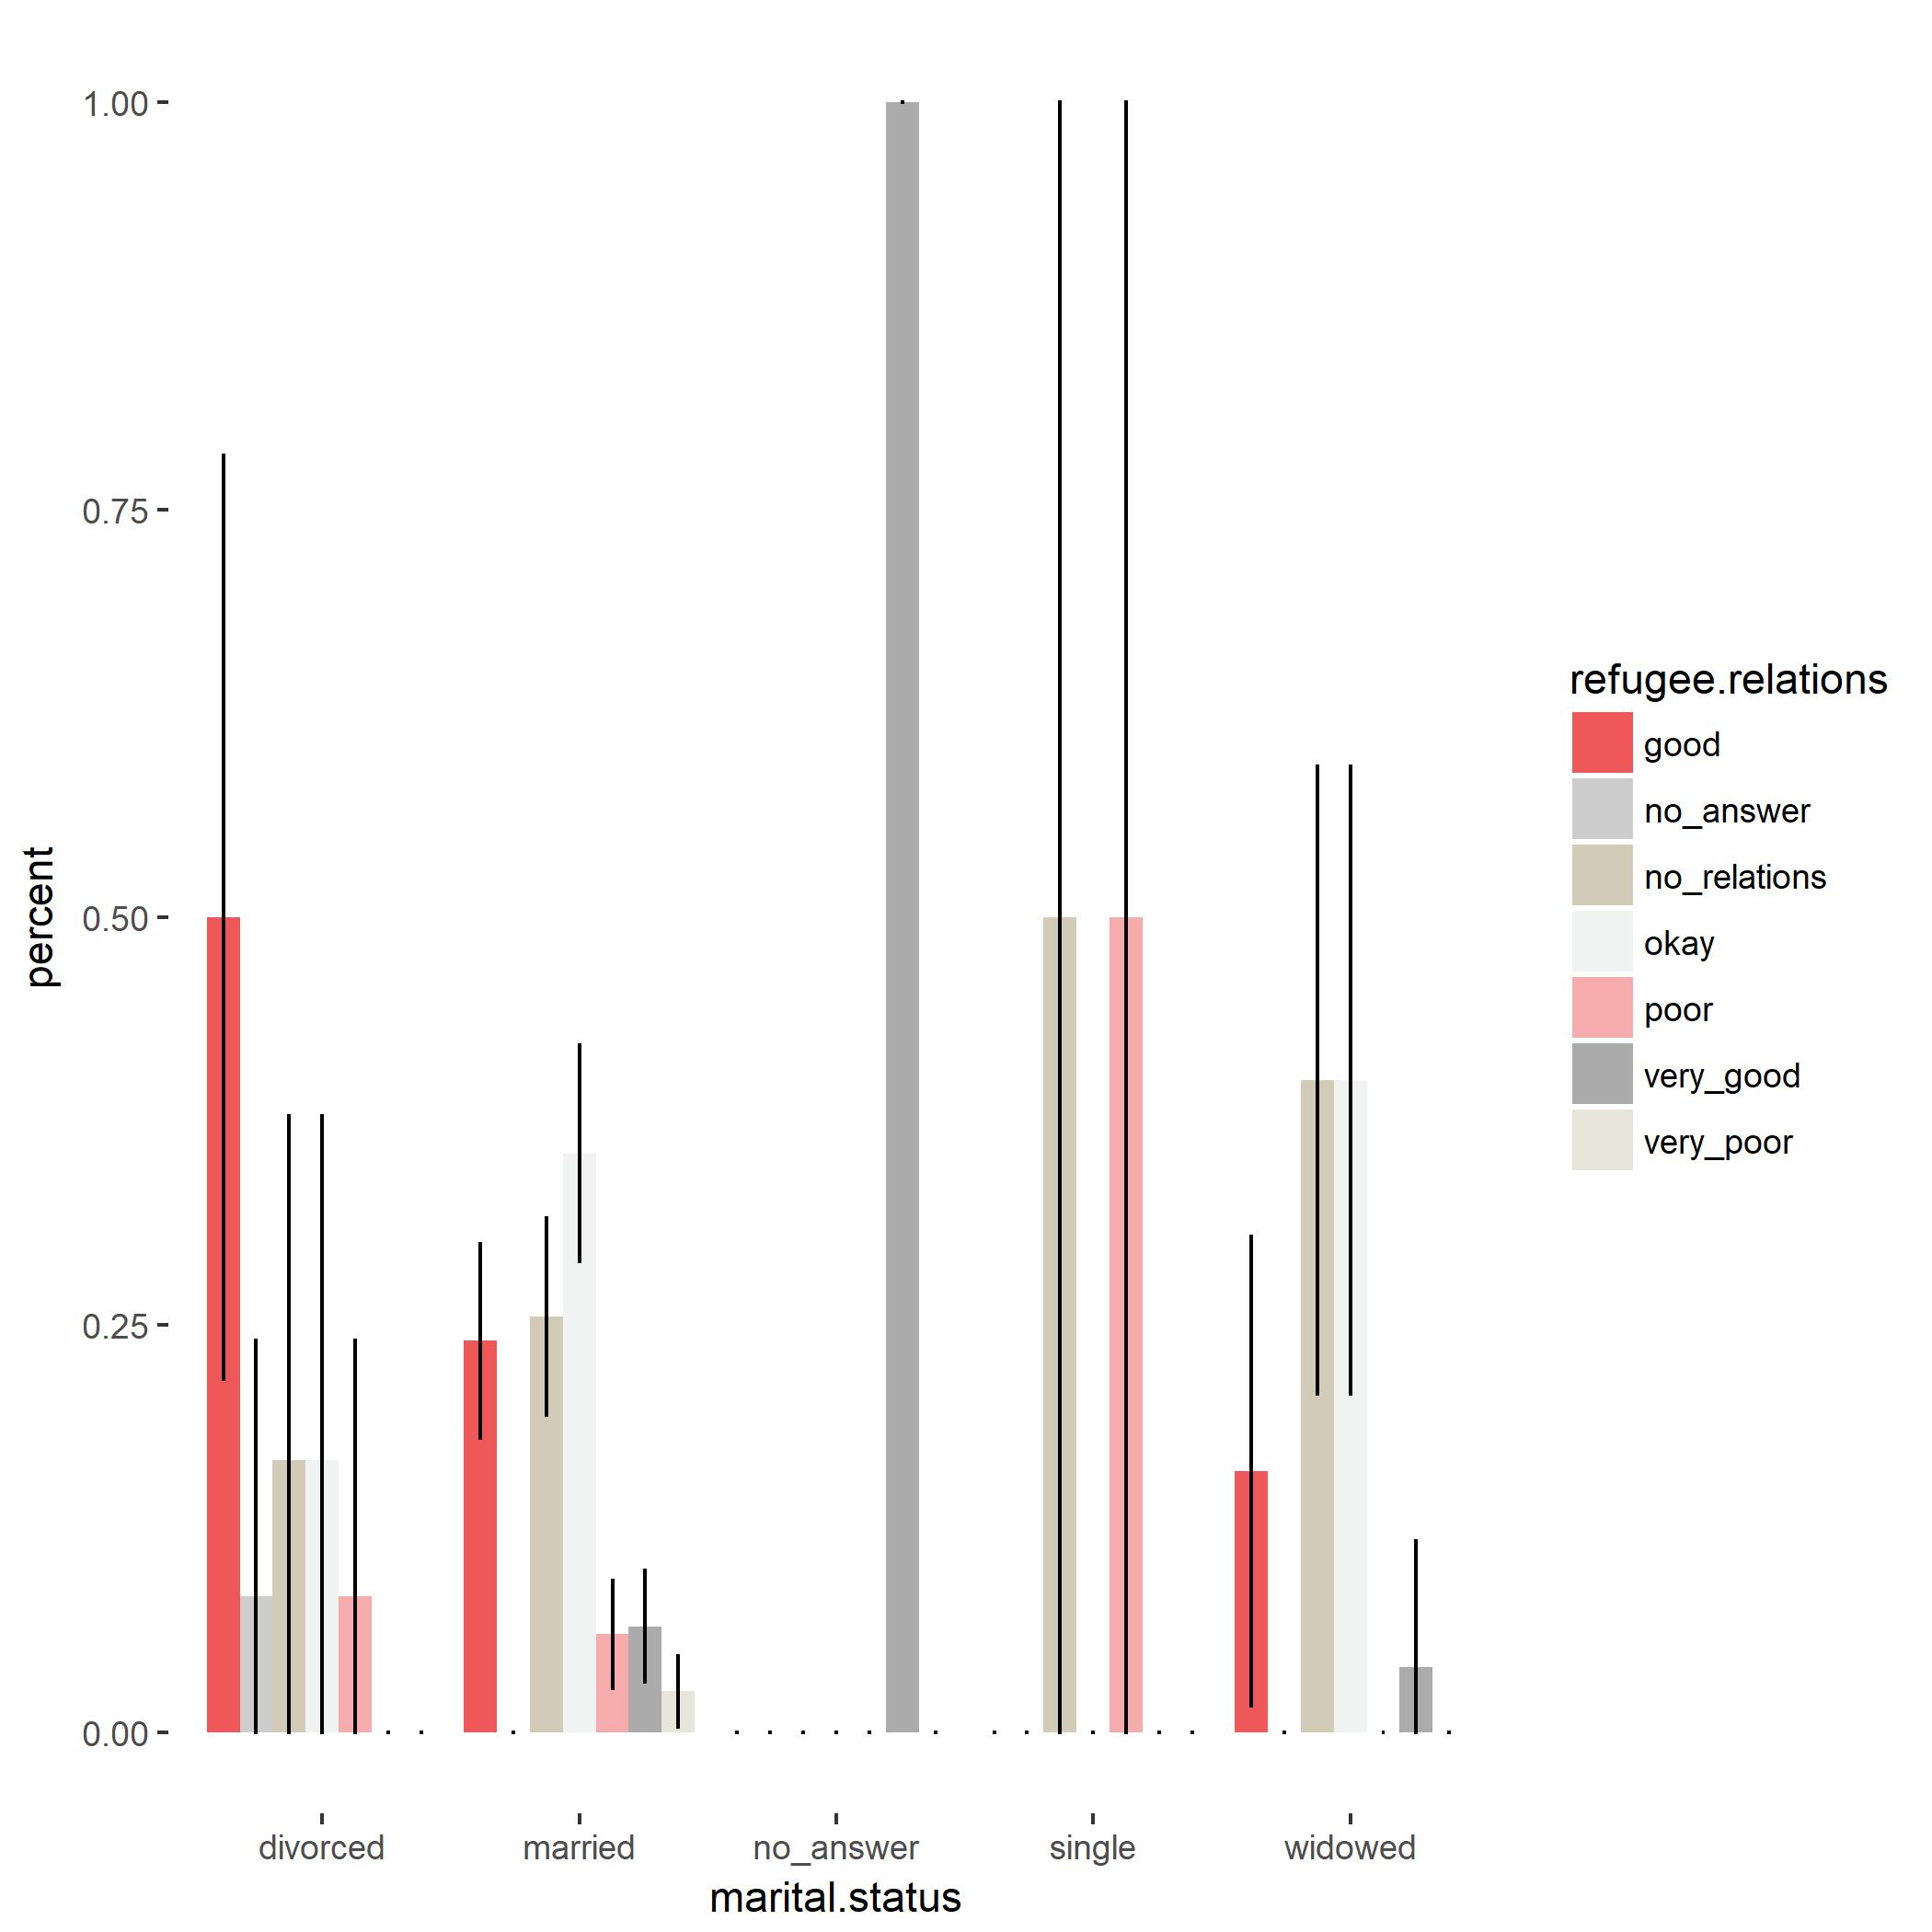 1.00
0.75
0.50
0.25
0.00
percent
divorced
married
no_answer
single
widowed
marital.status
refugee.relations
good
no_answer
no_relations
okay
poor
very_good
very_poor